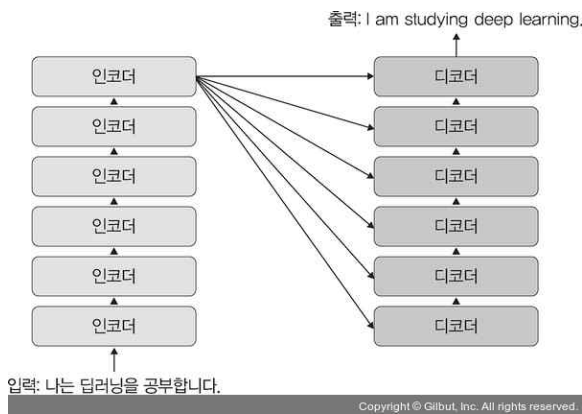 출력: I am studying deep learning.
인코더
디코더
인코더
디코더
인코더
디코더
인코더
디코더
인코더
디코더
인코더
디코더
입력: 나는 딥러닝을 공부합니다.
Copyright © Gilbut, Inc. All rights reserved.